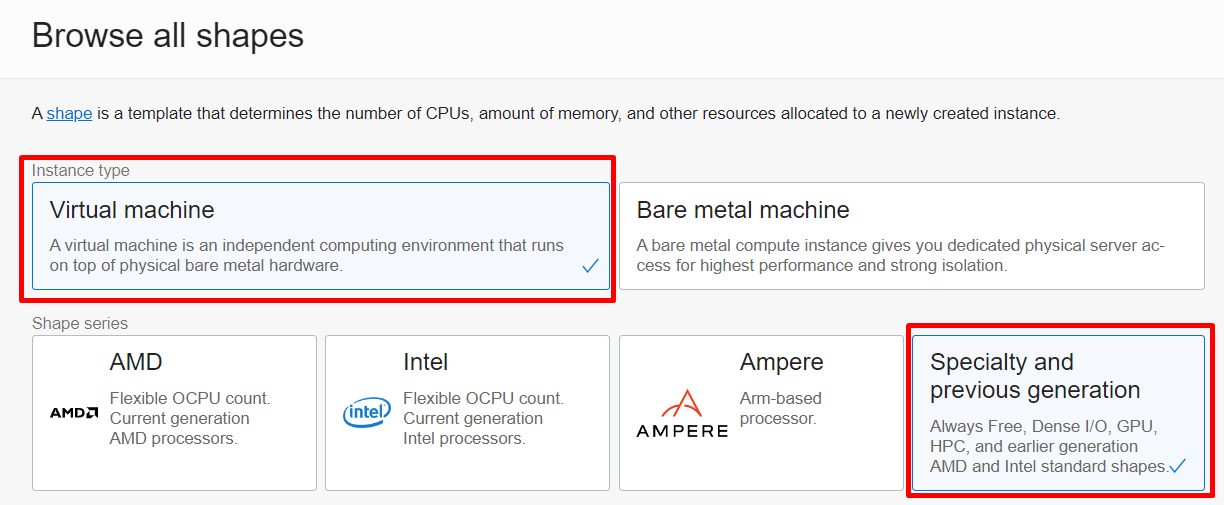 Browse all shapes
A shape is a template that determines the number of CPUs, amount of memory, and other resources allocated to a newly created instance.
Instance type
Virtual machine
A virtual machine is an independent computing environment that runs
on top of physical bare metal hardware.
Bare metal machine
A bare metal compute instance gives you dedicated physical server ac-
cess for highest performance and strong isolation.
Shape series
AMD
AMD
Flexible OCPU count.
Current generation
AMD processors.
Intel
intel
Flexible OCPU count.
Current generation
Intel processors.
Ampere
AMPERE
Arm-based
processor.
Specialty and
previous generation
Always Free, Dense I/O, GPU,
HPC, and earlier generation
AMD and Intel standard shapes.